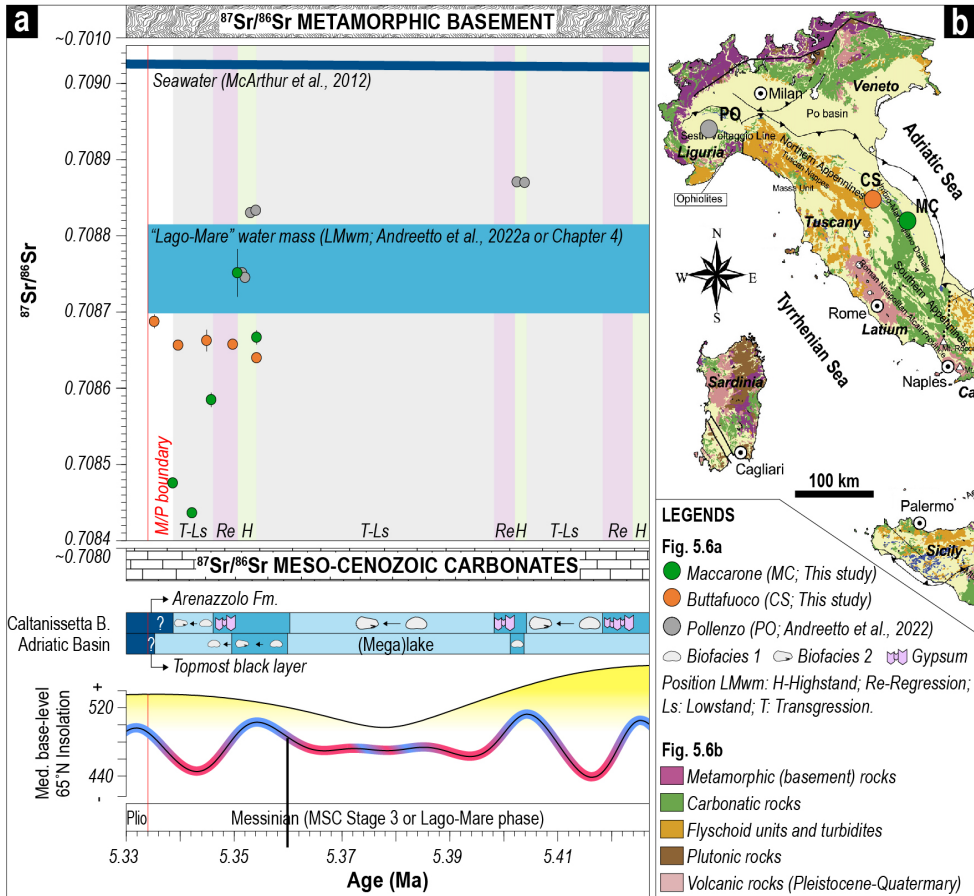 a
87Sr/86Sr METAMORPHIC BASEMENT
~0.7010
0.7090
0.7089
0.7088
0.7087
0.7086
0.7085
0.7084
~0.7080
87Sr/86Sr
Seawater (McArthur et al., 2012)
“Lago-Mare” water mass (LMwm; Andreetto et al., 2022a or Chapter 4)
M/P boundary
T-Ls
Re
H
T-Ls
Re
H
T-Ls
Re
H
87Sr/86Sr MESO-CENOZOIC CARBONATES
Arenazzolo Fm.
Caltanissetta B.
?
Adriatic Basin
?
(Mega)lake
Topmost black layer
Med. base-level
65°N Insolation
+
520
440
-
Plio
Messinian (MSC Stage 3 or Lago-Mare phase)
5.33
5.35
5.37
5.39
5.41
Age (Ma)
b
Milan
Veneto
Po basin
PO
Sestri Voltaggio Line
Liguria
Ophiolites
Northern Appennines
Tuscan Nappes
Massa Unit
Adriatic Sea
CS
MC
Tuscany
N
W
E
S
Rome
Latium
Southern Appennines
Tyrrhenian Sea
Naples
Sardinia
Cagliari
100 km
Palermo
Sicily
LEGENDS
Fig. 5.6a
Maccarone (MC; This study)
Buttafuoco (CS; This study)
Pollenzo (PO; Andreetto et al., 2022)
Biofacies 1
Biofacies 2
Gypsum
Position LMwm: H-Highstand; Re-Regression;
Ls: Lowstand; T: Transgression.
Fig. 5.6b
Metamorphic (basement) rocks
Carbonatic rocks
Flyschoid units and turbidites
Plutonic rocks
Volcanic rocks (Pleistocene-Quatermary)